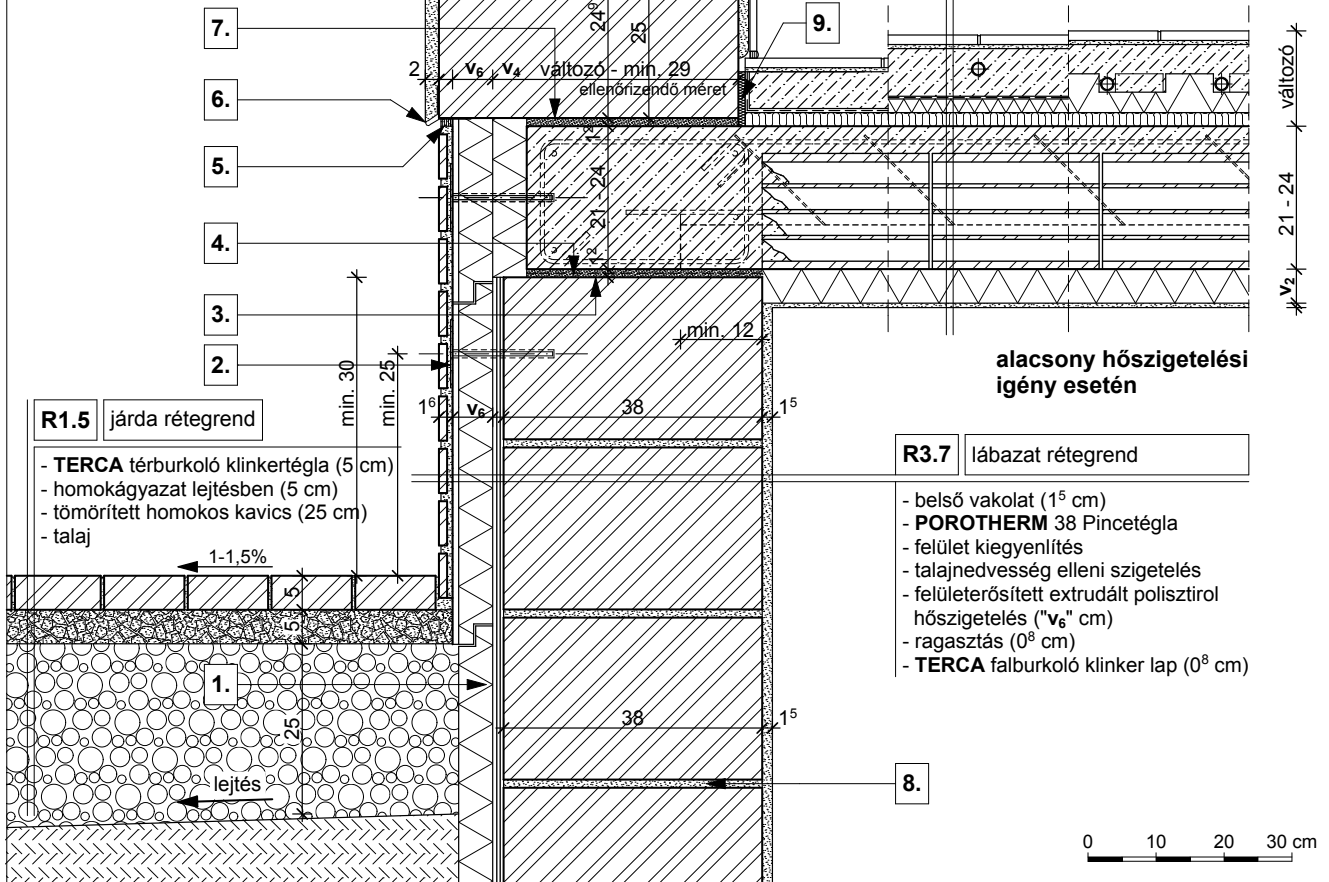 7.
24⁹
25
9.
2
v₆
v₄
változó - min. 29
ellenőrizendő méret
változó
6.
5.
1²
21 - 24
21 - 24
4.
1²
v₂
3.
min. 12
2.
min. 30
min. 25
alacsony hőszigetelési
igény esetén
1⁶
v₆
38
1⁵
R1.5 járda rétegrend
- TERCA térburkoló klinkertégla (5 cm)
- homokágyazat lejtésben (5 cm)
- tömörített homokos kavics (25 cm)
- talaj
R3.7 lábazat rétegrend
- belső vakolat (1⁵ cm)
- POROTHERM 38 Pincetégla
- felület kiegyenlítés
- talajnedvesség elleni szigetelés
- felületerősített extrudált polisztirol
hőszigetelés ("v₆" cm)
- ragasztás (0⁸ cm)
- TERCA falburkoló klinker lap (0⁸ cm)
1-1,5%
5
5
1.
25
38
1⁵
lejtés
8.
0 10 20 30 cm